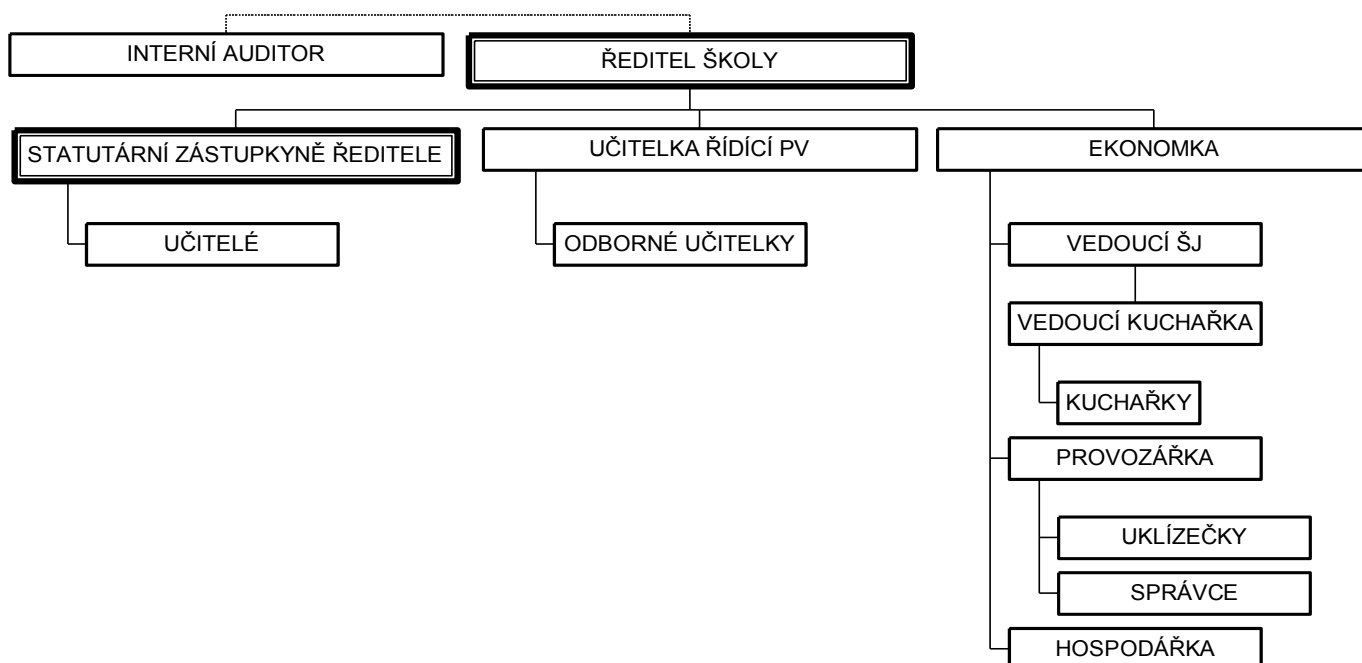 INTERNÍ AUDITOR
ŘEDITEL ŠKOLY
STATUTÁRNÍ ZÁSTUPKYNĚ ŘEDITELE
UČITELKA ŘÍDÍCÍ PV
EKONOMKA
UČITELÉ
ODBORNÉ UČITELKY
VEDOUCÍ ŠJ
VEDOUCÍ KUCHAŘKA
KUCHAŘKY
PROVOZÁŘKA
UKLÍZEČKY
SPRÁVCE
HOSPODÁŘKA